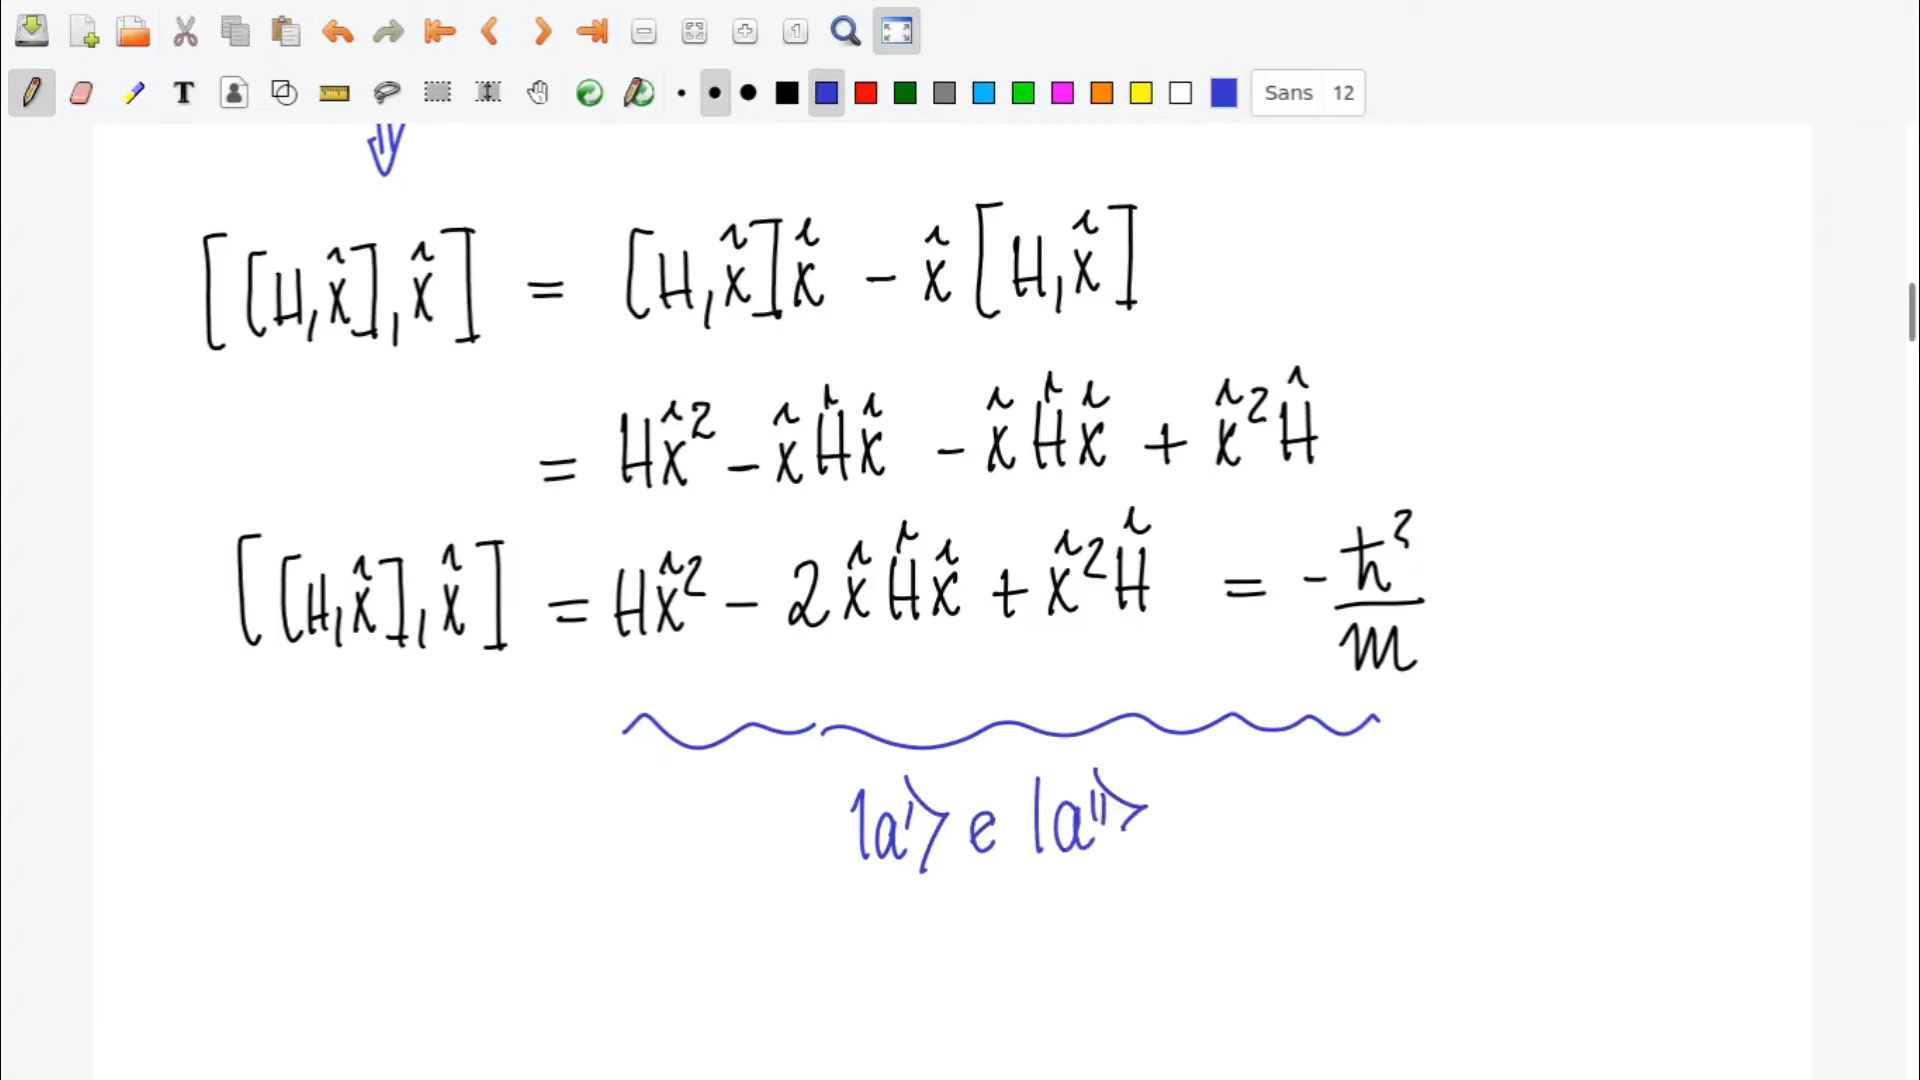 Sans 12
[[H,x̂],x̂] = [H,x̂]x̂ - x̂[H,x̂]
= Hx̂² - x̂Ĥx̂ - x̂Ĥx̂ + x̂²Ĥ
[[H,x̂],x̂] = Hx̂² - 2x̂Ĥx̂ + x̂²Ĥ = -ħ²/m
|a'⟩ e |a''⟩